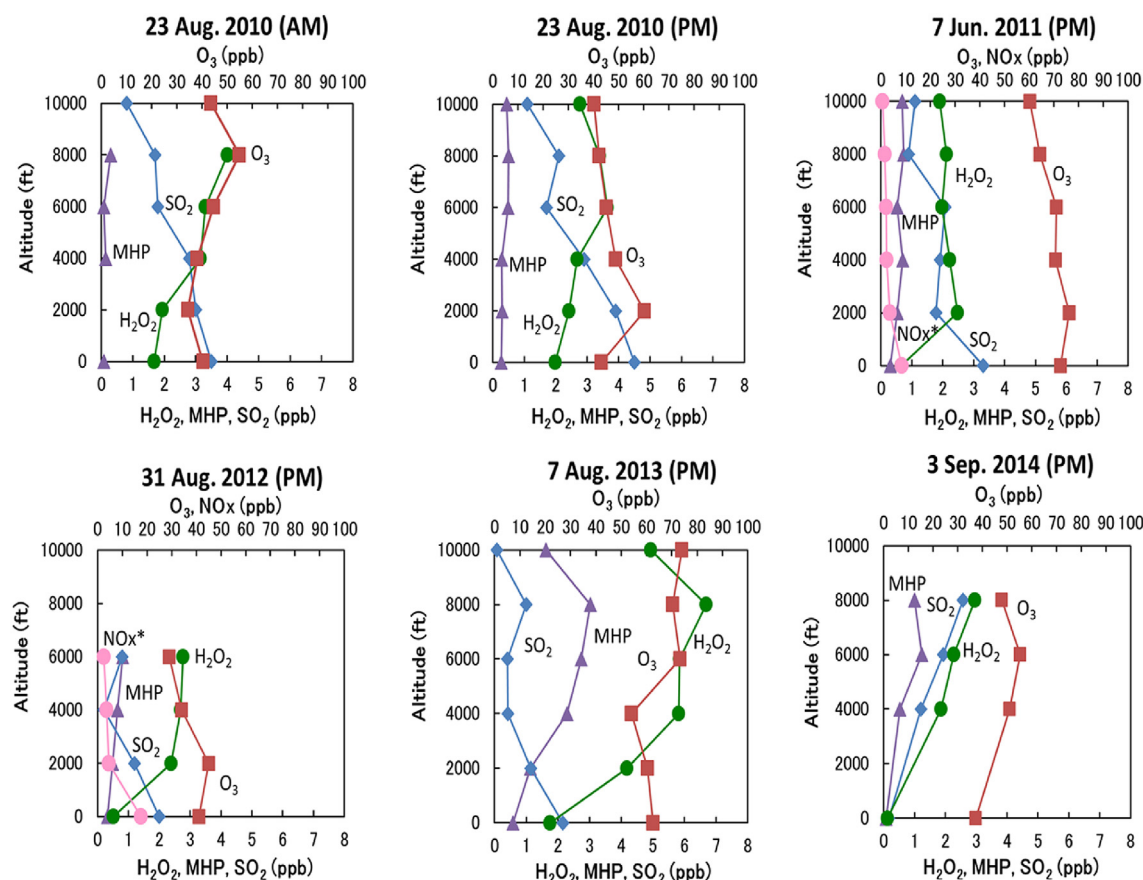 23 Aug. 2010 (AM)
O₃ (ppb)
0 10 20 30 40 50 60 70 80 90 100
10000
8000
6000
4000
2000
0
Altitude (ft)
O₃
SO₂
MHP
H₂O₂
0 1 2 3 4 5 6 7 8
H₂O₂, MHP, SO₂ (ppb)
23 Aug. 2010 (PM)
O₃ (ppb)
0 10 20 30 40 50 60 70 80 90 100
10000
8000
6000
4000
2000
0
Altitude (ft)
SO₂
MHP
O₃
H₂O₂
0 1 2 3 4 5 6 7 8
H₂O₂, MHP, SO₂ (ppb)
7 Jun. 2011 (PM)
O₃, NOx (ppb)
0 10 20 30 40 50 60 70 80 90 100
10000
8000
6000
4000
2000
0
Altitude (ft)
H₂O₂
O₃
MHP
NOx*
SO₂
0 1 2 3 4 5 6 7 8
H₂O₂, MHP, SO₂ (ppb)
31 Aug. 2012 (PM)
O₃, NOx (ppb)
0 10 20 30 40 50 60 70 80 90 100
10000
8000
6000
4000
2000
0
Altitude (ft)
NOx*
H₂O₂
MHP
SO₂
O₃
0 1 2 3 4 5 6 7 8
H₂O₂, MHP, SO₂ (ppb)
7 Aug. 2013 (PM)
O₃ (ppb)
0 10 20 30 40 50 60 70 80 90 100
10000
8000
6000
4000
2000
0
Altitude (ft)
SO₂
MHP
H₂O₂
O₃
0 1 2 3 4 5 6 7 8
H₂O₂, MHP, SO₂ (ppb)
3 Sep. 2014 (PM)
O₃ (ppb)
0 10 20 30 40 50 60 70 80 90 100
10000
8000
6000
4000
2000
0
Altitude (ft)
MHP
SO₂
O₃
H₂O₂
0 1 2 3 4 5 6 7 8
H₂O₂, MHP, SO₂ (ppb)